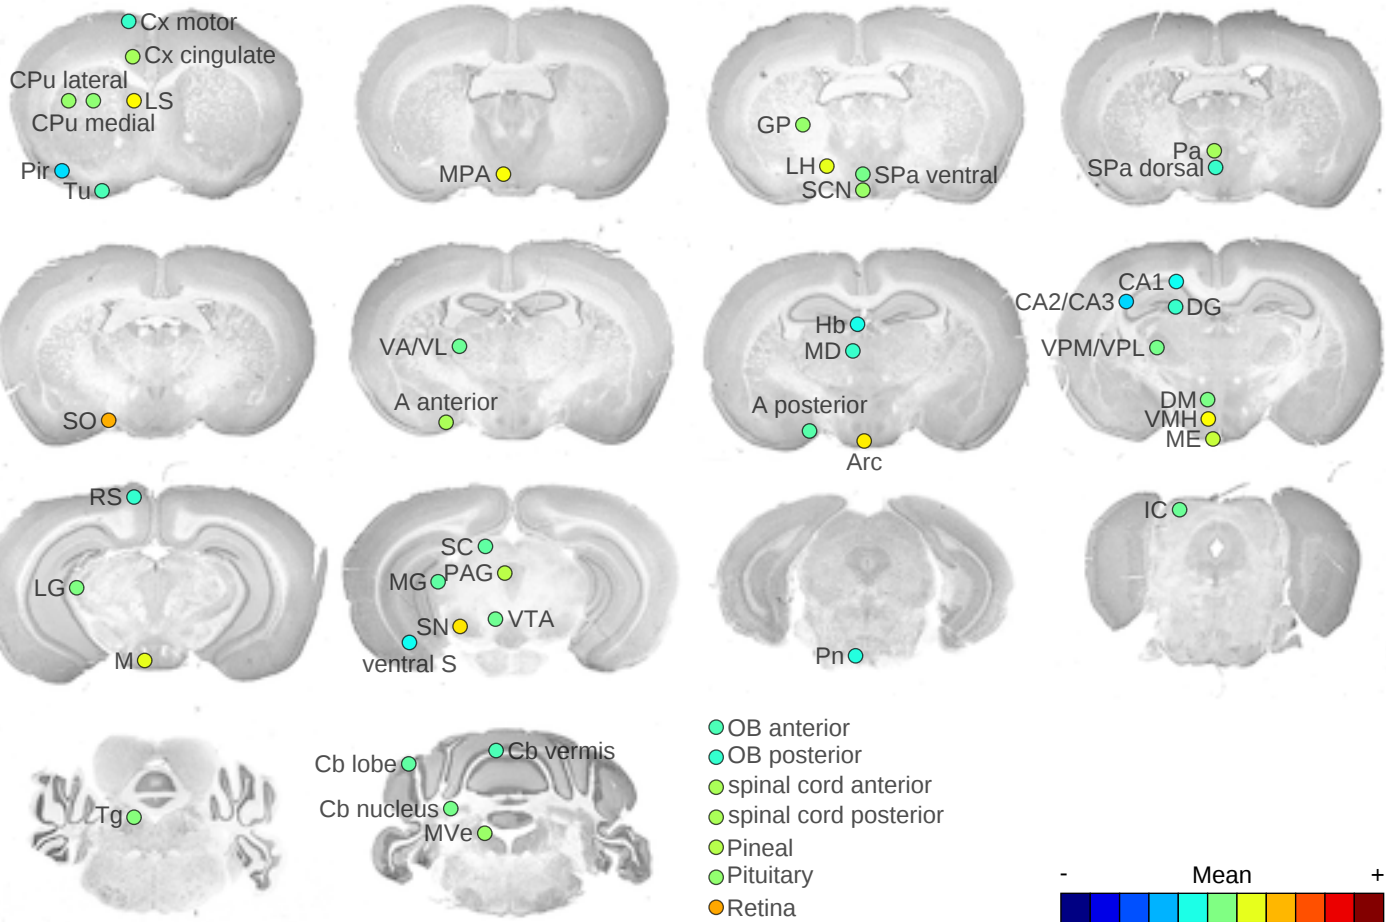 Cx motor
Cx cingulate
CPu lateral
LS
CPu medial
Pir
Tu
MPA
GP
LH
SPa ventral
SCN
Pa
SPa dorsal
SO
VA/VL
A anterior
Hb
MD
A posterior
Arc
CA1
CA2/CA3
DG
VPM/VPL
DM
VMH
ME
RS
LG
M
SC
PAG
MG
VTA
SN
ventral S
Pn
IC
Tg
Cb lobe
Cb vermis
Cb nucleus
MVe
OB anterior
OB posterior
spinal cord anterior
spinal cord posterior
Pineal
Pituitary
Retina
- Mean +